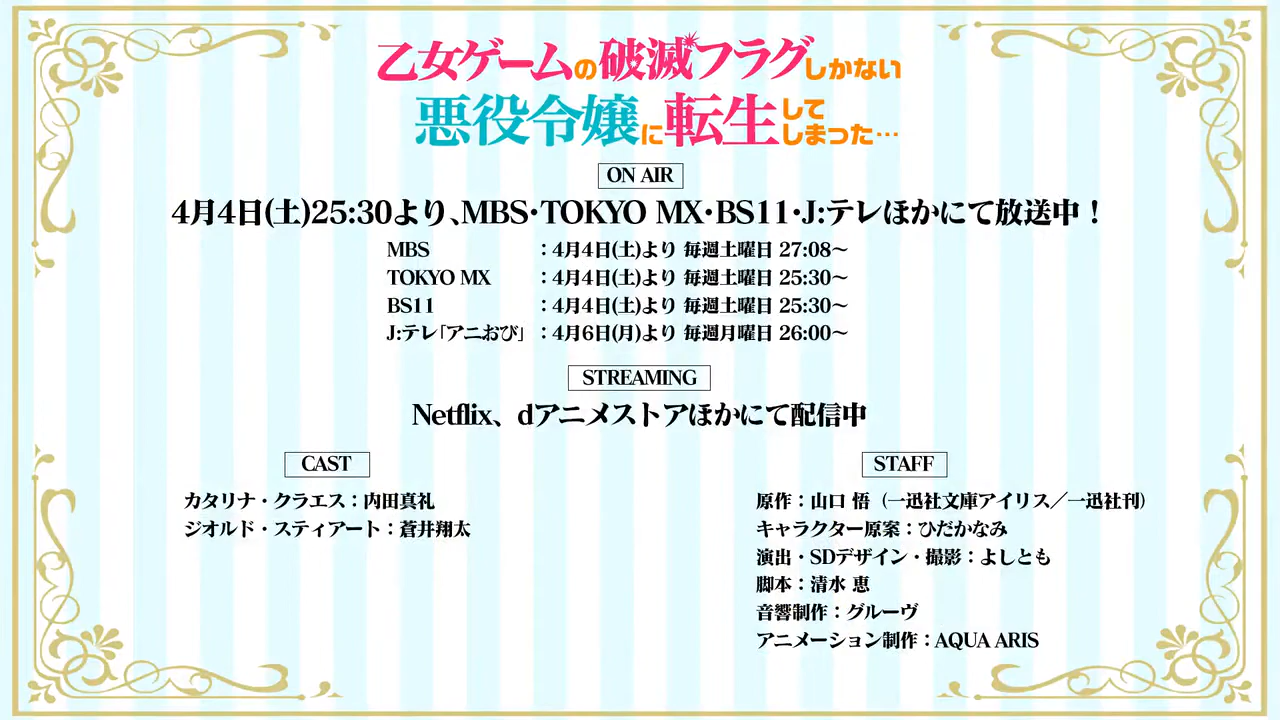 乙女ゲームの破滅フラグしかない
悪役令嬢に転生してしまった…
ON AIR
4月4日(土)25:30より、MBS・TOKYO MX・BS11・J:テレほかにて放送中！
MBS ：4月4日(土)より 毎週土曜日 27:08～
TOKYO MX ：4月4日(土)より 毎週土曜日 25:30～
BS11 ：4月4日(土)より 毎週土曜日 25:30～
J:テレ「アニおび」 ：4月6日(月)より 毎週月曜日 26:00～
STREAMING
Netflix、dアニメストアほかにて配信中
CAST
カタリナ・クラエス：内田真礼
ジオルド・スティアート：蒼井翔太
STAFF
原作：山口 悟（一迅社文庫アイリス／一迅社刊）
キャラクター原案：ひだかなみ
演出・SDデザイン・撮影：よしとも
脚本：清水 恵
音響制作：グルーヴ
アニメーション制作：AQUA ARIS